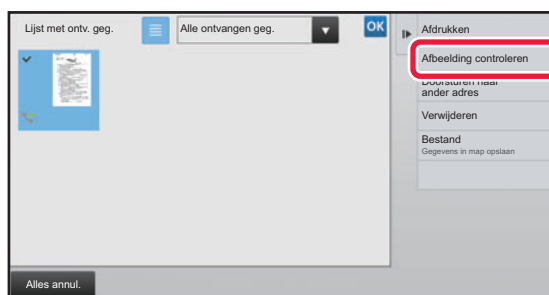 Lijst met ontv. geg.
Alle ontvangen geg.
OK
Afdrukken
Afbeelding controleren
Doorsturen naar
ander adres
Verwijderen
Bestand
Gegevens in map opslaan
Alles annul.